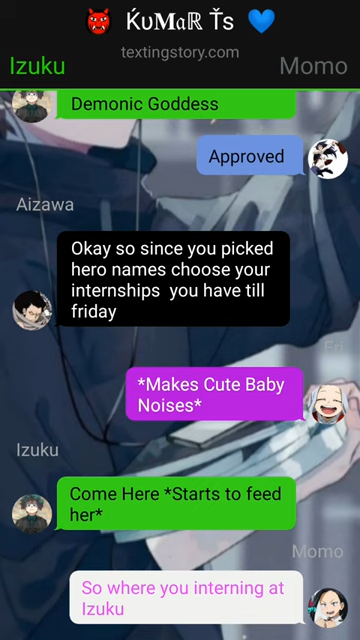 👹 ḰυMαℝ Ťs 💙
textingstory.com
Izuku
Momo
Demonic Goddess
Approved
Aizawa
Okay so since you picked
hero names choose your
internships you have till
friday
Eri
*Makes Cute Baby
Noises*
Izuku
Come Here *Starts to feed
her*
Momo
So where you interning at
Izuku